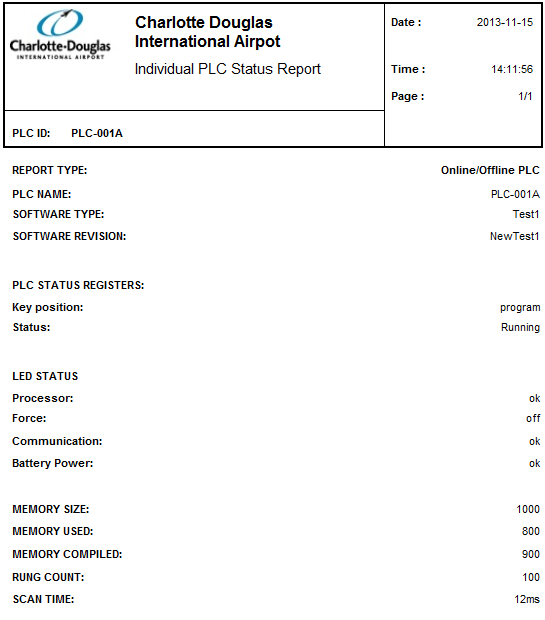 Charlotte-Douglas
INTERNATIONAL AIRPORT
Charlotte Douglas
International Airpot
Individual PLC Status Report
Date : 2013-11-15
Time : 14:11:56
Page : 1/1
PLC ID: PLC-001A
REPORT TYPE: Online/Offline PLC
PLC NAME: PLC-001A
SOFTWARE TYPE: Test1
SOFTWARE REVISION: NewTest1
PLC STATUS REGISTERS:
Key position: program
Status: Running
LED STATUS
Processor: ok
Force: off
Communication: ok
Battery Power: ok
MEMORY SIZE: 1000
MEMORY USED: 800
MEMORY COMPILED: 900
RUNG COUNT: 100
SCAN TIME: 12ms